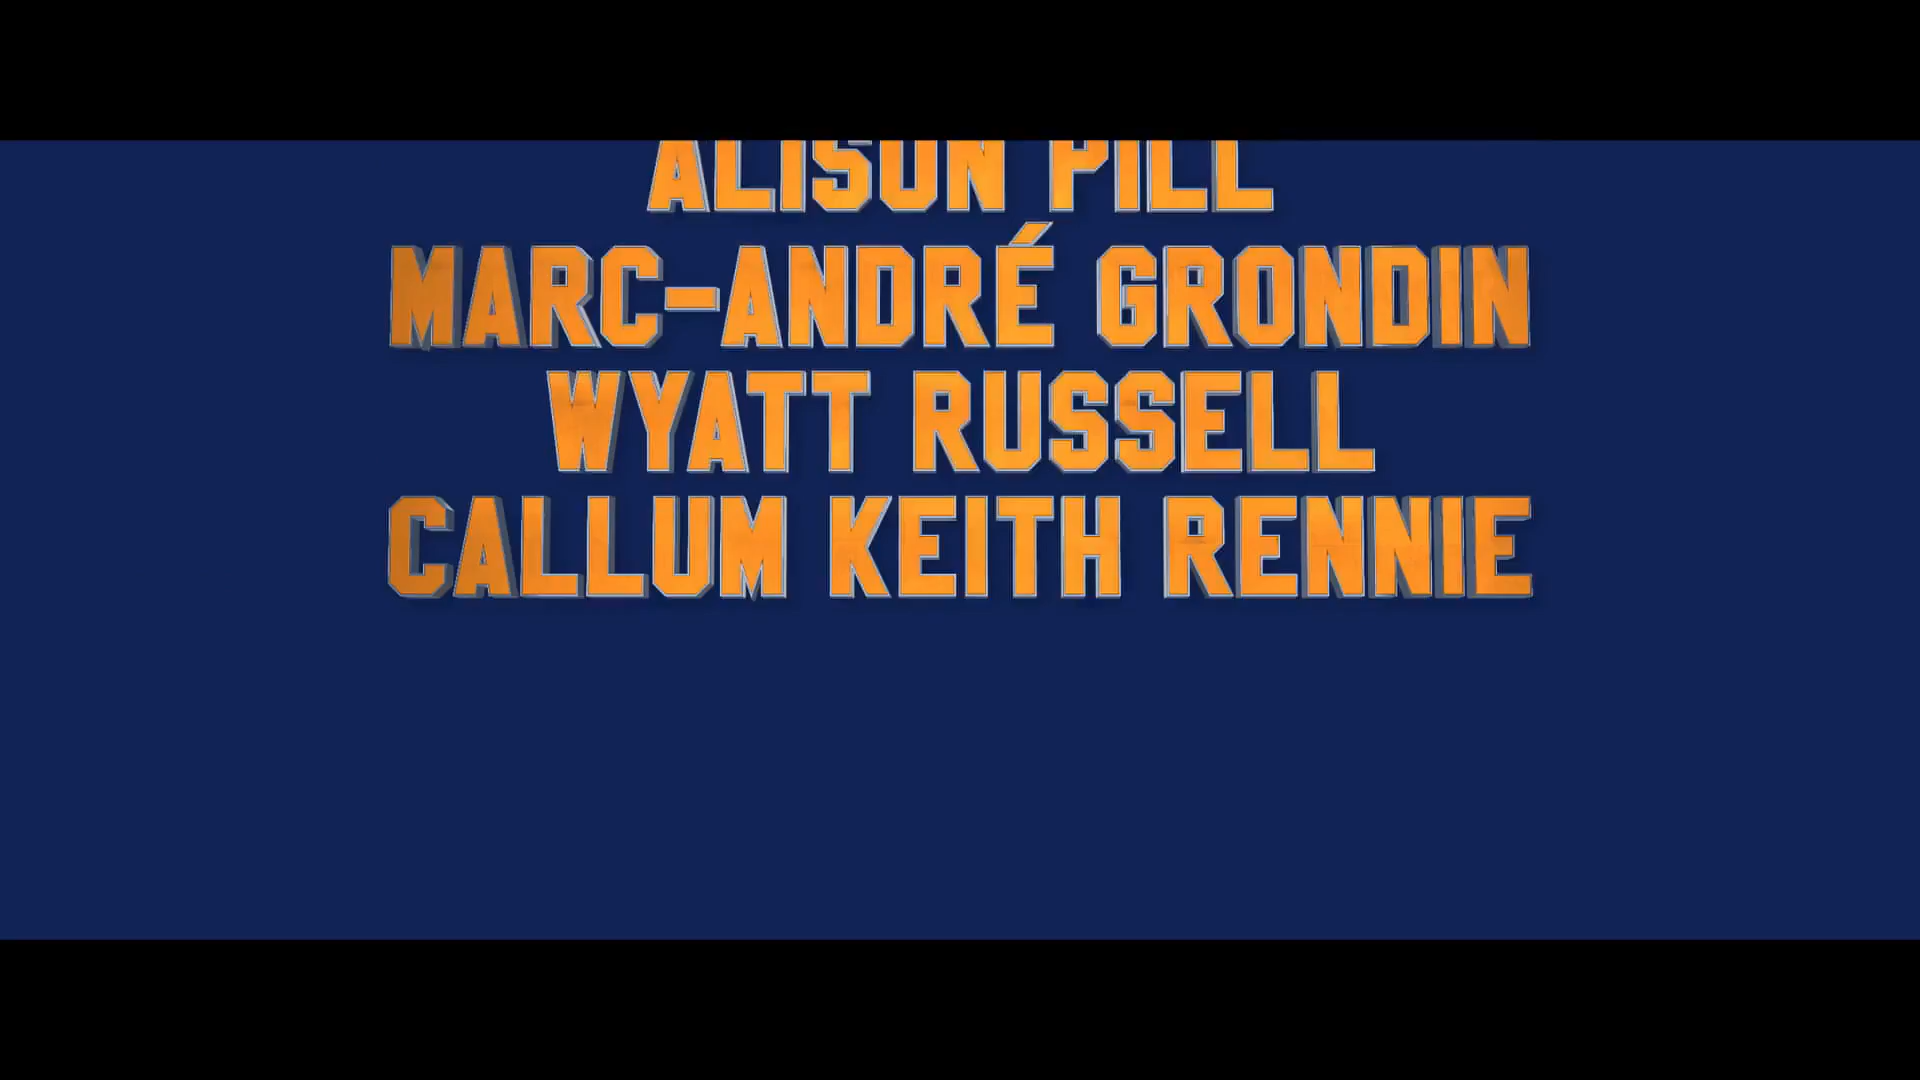 ALISON PILL
MARC-ANDRÉ GRONDIN
WYATT RUSSELL
CALLUM KEITH RENNIE